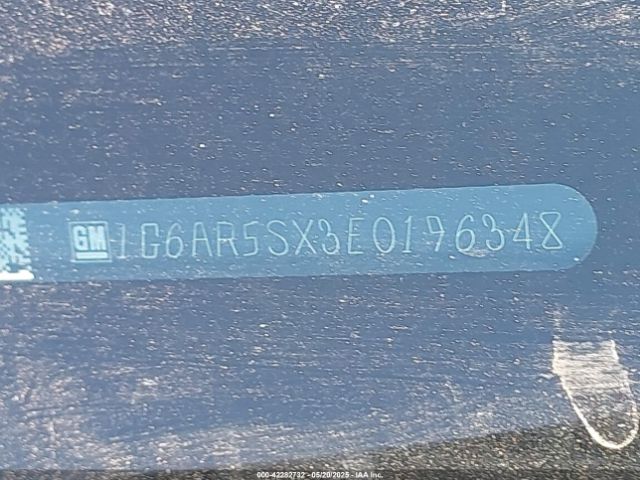 GM 1G6AR5SX3E0196348
000-42282732 - 05/20/2025 - IAA Inc.